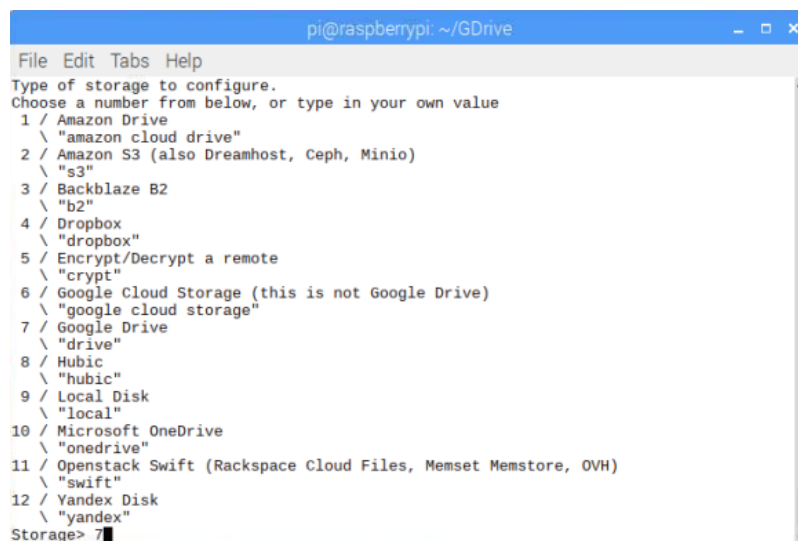 pi@raspberrypi: ~/GDrive
File Edit Tabs Help
Type of storage to configure.
Choose a number from below, or type in your own value
 1 / Amazon Drive
   \ "amazon cloud drive"
 2 / Amazon S3 (also Dreamhost, Ceph, Minio)
   \ "s3"
 3 / Backblaze B2
   \ "b2"
 4 / Dropbox
   \ "dropbox"
 5 / Encrypt/Decrypt a remote
   \ "crypt"
 6 / Google Cloud Storage (this is not Google Drive)
   \ "google cloud storage"
 7 / Google Drive
   \ "drive"
 8 / Hubic
   \ "hubic"
 9 / Local Disk
   \ "local"
10 / Microsoft OneDrive
   \ "onedrive"
11 / Openstack Swift (Rackspace Cloud Files, Memset Memstore, OVH)
   \ "swift"
12 / Yandex Disk
   \ "yandex"
Storage> 7